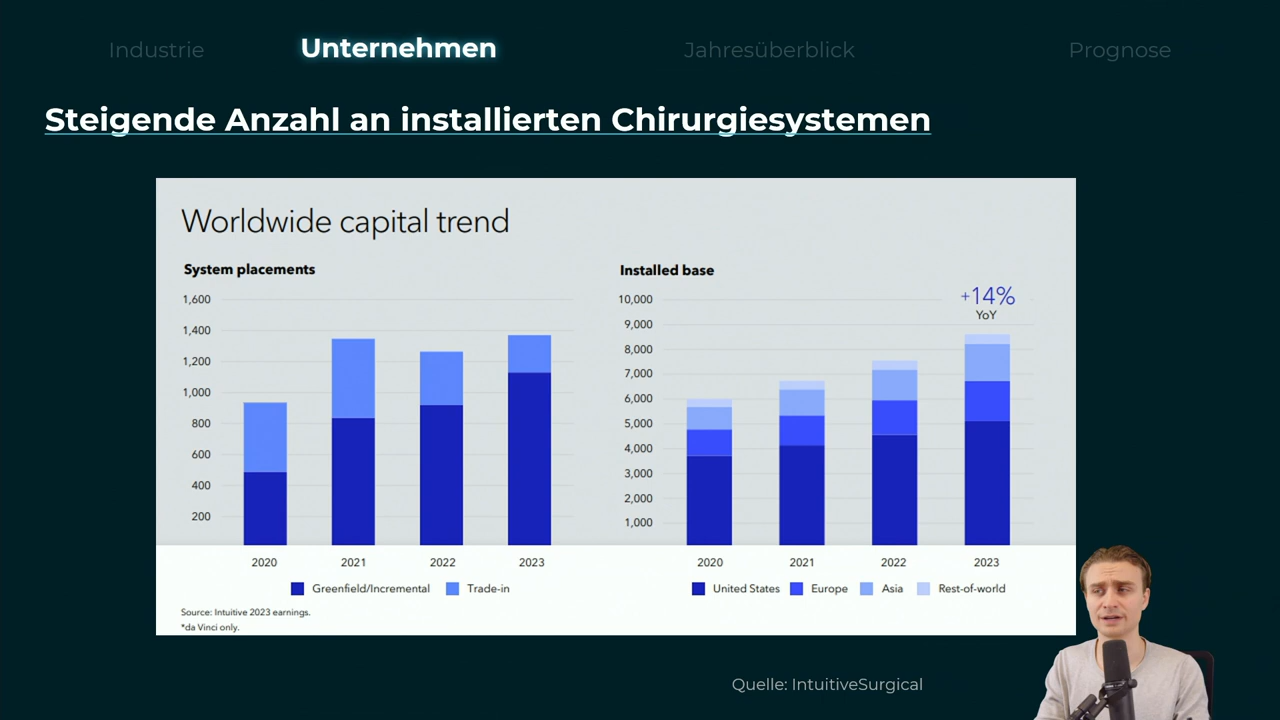 Industrie Unternehmen Jahresüberblick Prognose
Steigende Anzahl an installierten Chirurgiesystemen
Worldwide capital trend
System placements
1,600
1,400
1,200
1,000
800
600
400
200
2020 2021 2022 2023
Greenfield/Incremental Trade-in
Installed base
+14%
YoY
10,000
9,000
8,000
7,000
6,000
5,000
4,000
3,000
2,000
1,000
2020 2021 2022 2023
United States Europe Asia Rest-of-world
Source: Intuitive 2023 earnings.
*da Vinci only.
Quelle: IntuitiveSurgical